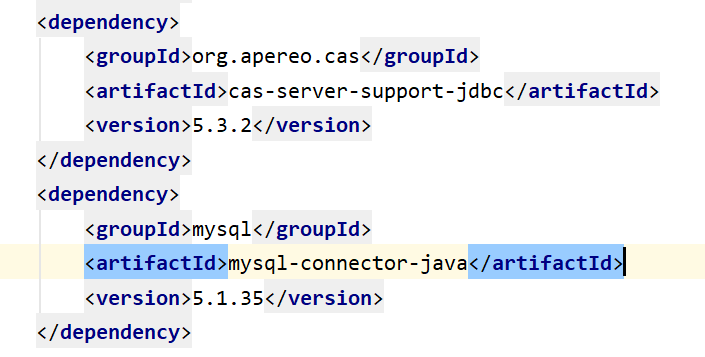 <dependency>
<groupId>org.apereo.cas</groupId>
<artifactId>cas-server-support-jdbc</artifactId>
<version>5.3.2</version>
</dependency>
<dependency>
<groupId>mysql</groupId>
<artifactId>mysql-connector-java</artifactId>
<version>5.1.35</version>
</dependency>